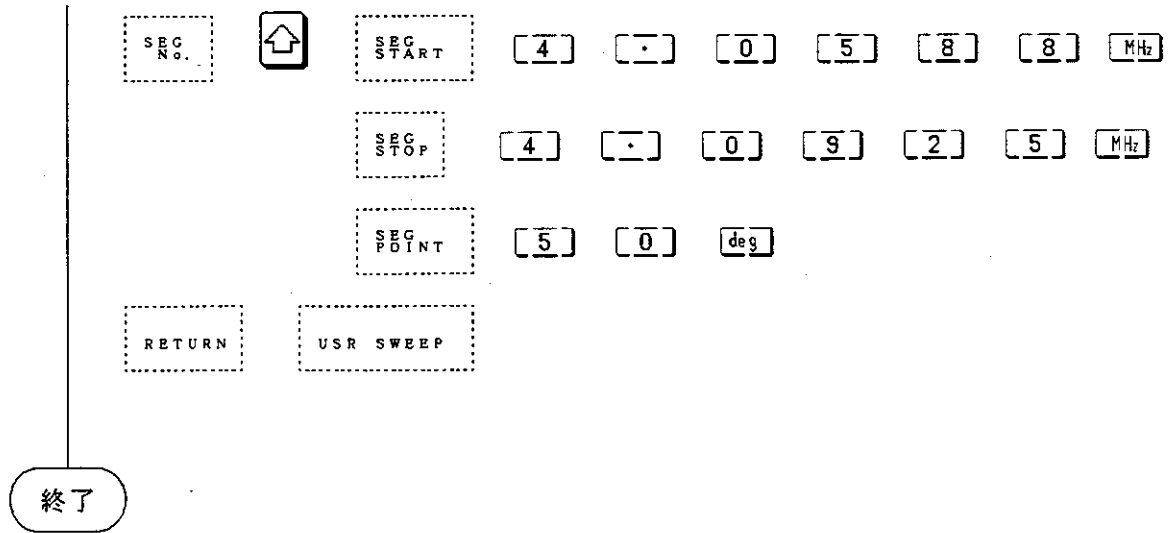 SEG No. SEG START 4 . 0 5 8 8 MHz
SEG STOP 4 . 0 9 2 5 MHz
SEG POINT 5 0 deg
RETURN USR SWEEP
終了